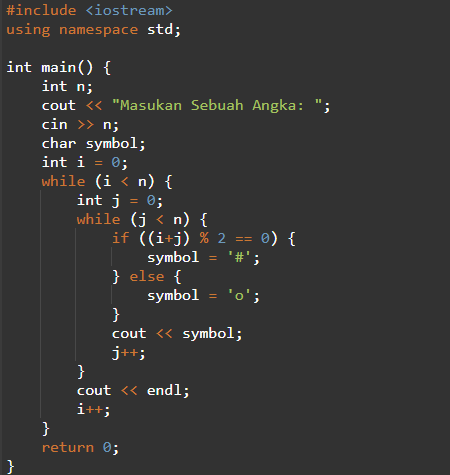 #include <iostream>
using namespace std;

int main() {
    int n;
    cout << "Masukan Sebuah Angka: ";
    cin >> n;
    char symbol;
    int i = 0;
    while (i < n) {
        int j = 0;
        while (j < n) {
            if ((i+j) % 2 == 0) {
                symbol = '#';
            } else {
                symbol = 'o';
            }
            cout << symbol;
            j++;
        }
        cout << endl;
        i++;
    }
    return 0;
}